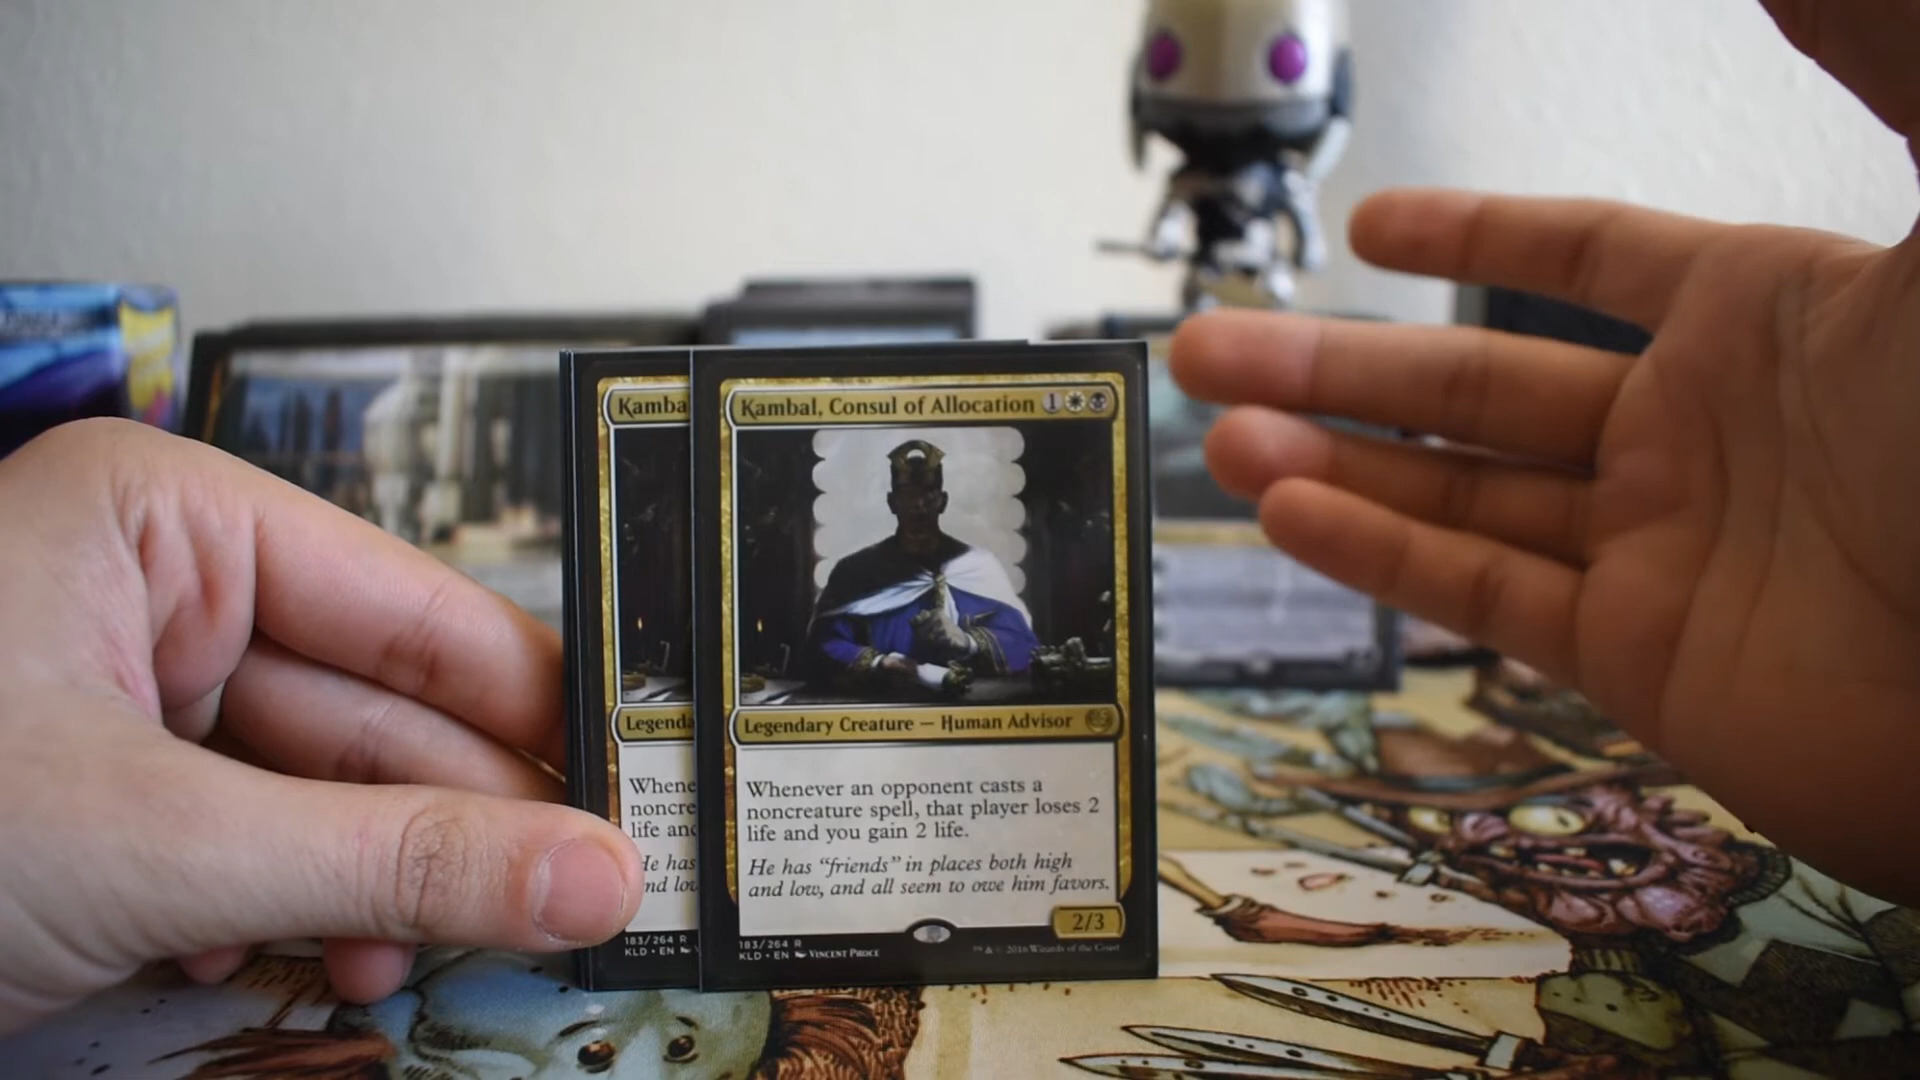 Kamba
Legenda
Whene
noncre
life and
He has
nd lov
183/264 R
KLD • EN
Kambal, Consul of Allocation 1
Legendary Creature — Human Advisor
Whenever an opponent casts a
noncreature spell, that player loses 2
life and you gain 2 life.
He has “friends” in places both high
and low, and all seem to owe him favors.
2/3
183/264 R
KLD • EN VINCENT PROCE
™ & © 2016 Wizards of the Coast